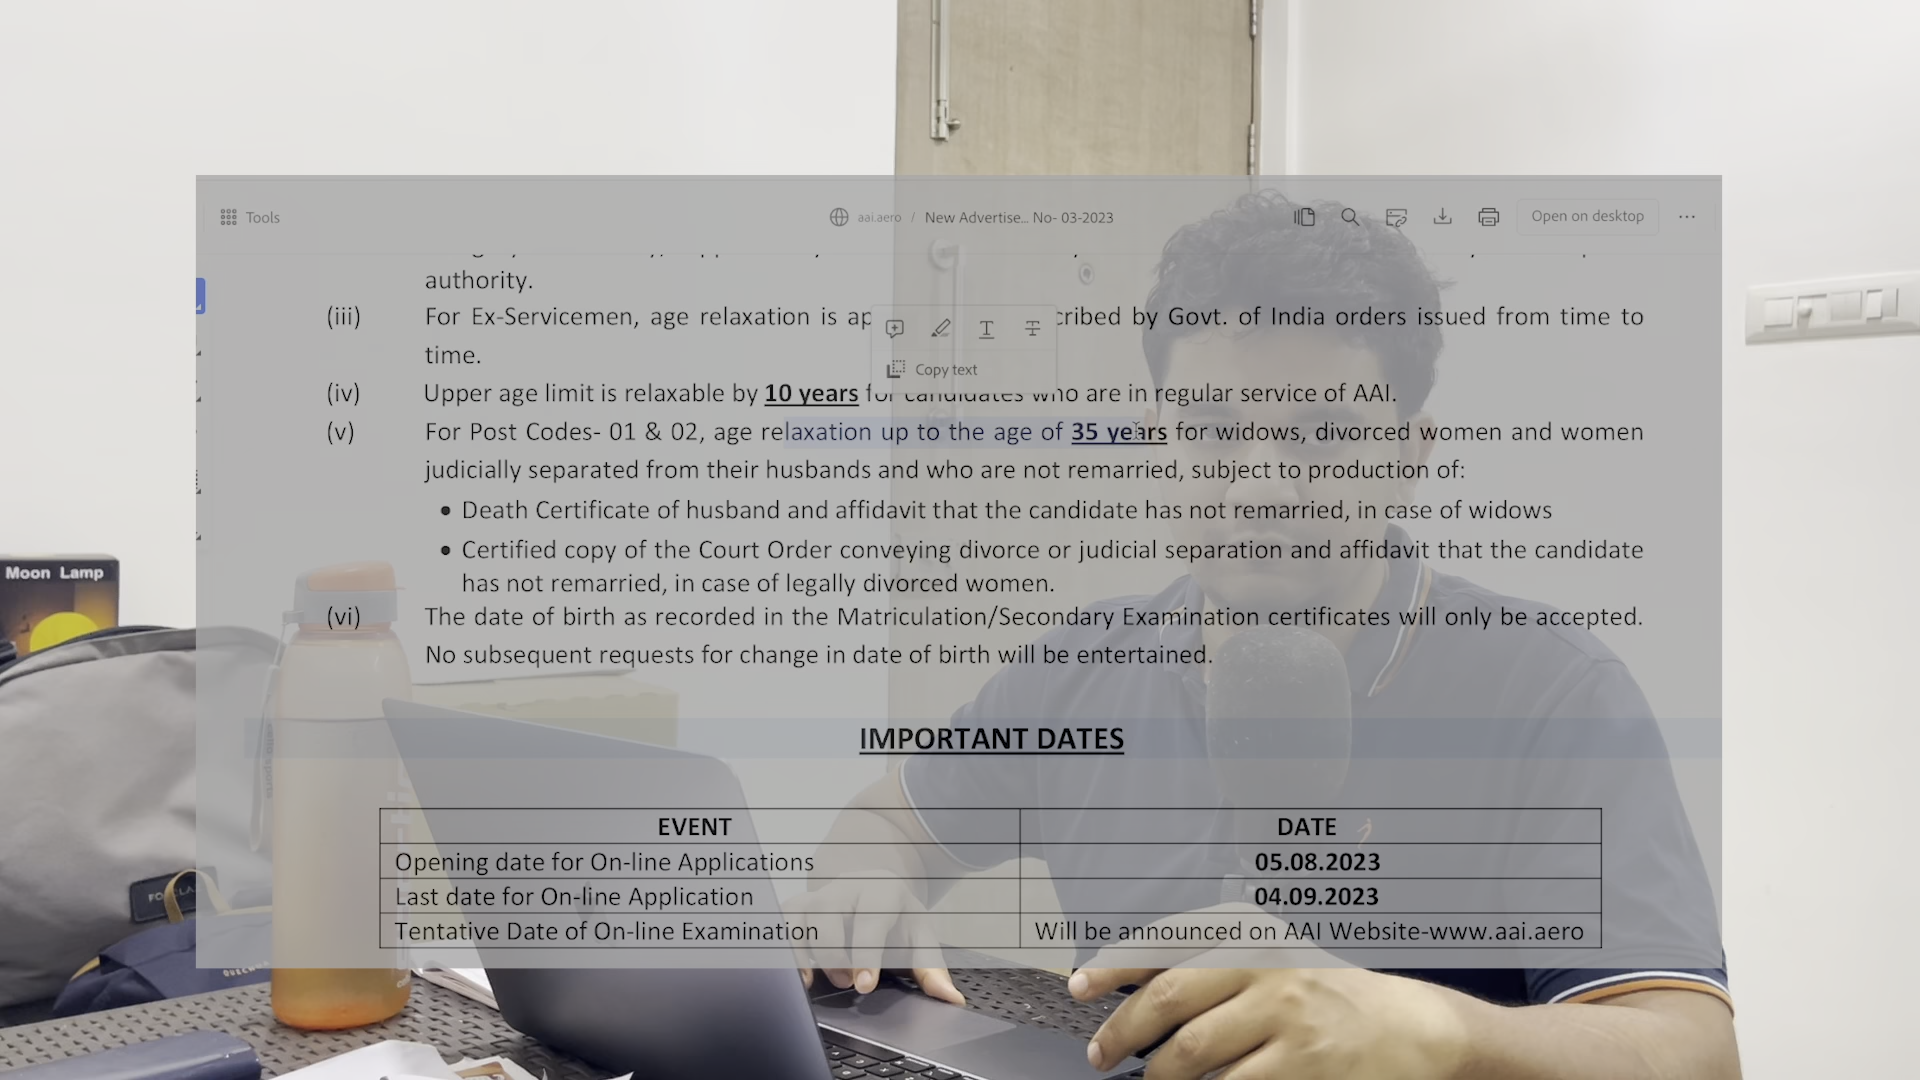 Tools
aai.aero / New Advertise... No- 03-2023
Open on desktop
authority.
(iii) For Ex-Servicemen, age relaxation is ap cribed by Govt. of India orders issued from time to
time.
Copy text
(iv) Upper age limit is relaxable by 10 years for candidates who are in regular service of AAI.
(v) For Post Codes- 01 & 02, age relaxation up to the age of 35 years for widows, divorced women and women
judicially separated from their husbands and who are not remarried, subject to production of:
• Death Certificate of husband and affidavit that the candidate has not remarried, in case of widows
• Certified copy of the Court Order conveying divorce or judicial separation and affidavit that the candidate
has not remarried, in case of legally divorced women.
(vi) The date of birth as recorded in the Matriculation/Secondary Examination certificates will only be accepted.
No subsequent requests for change in date of birth will be entertained.
IMPORTANT DATES
EVENT DATE
Opening date for On-line Applications 05.08.2023
Last date for On-line Application 04.09.2023
Tentative Date of On-line Examination Will be announced on AAI Website-www.aai.aero
Moon Lamp